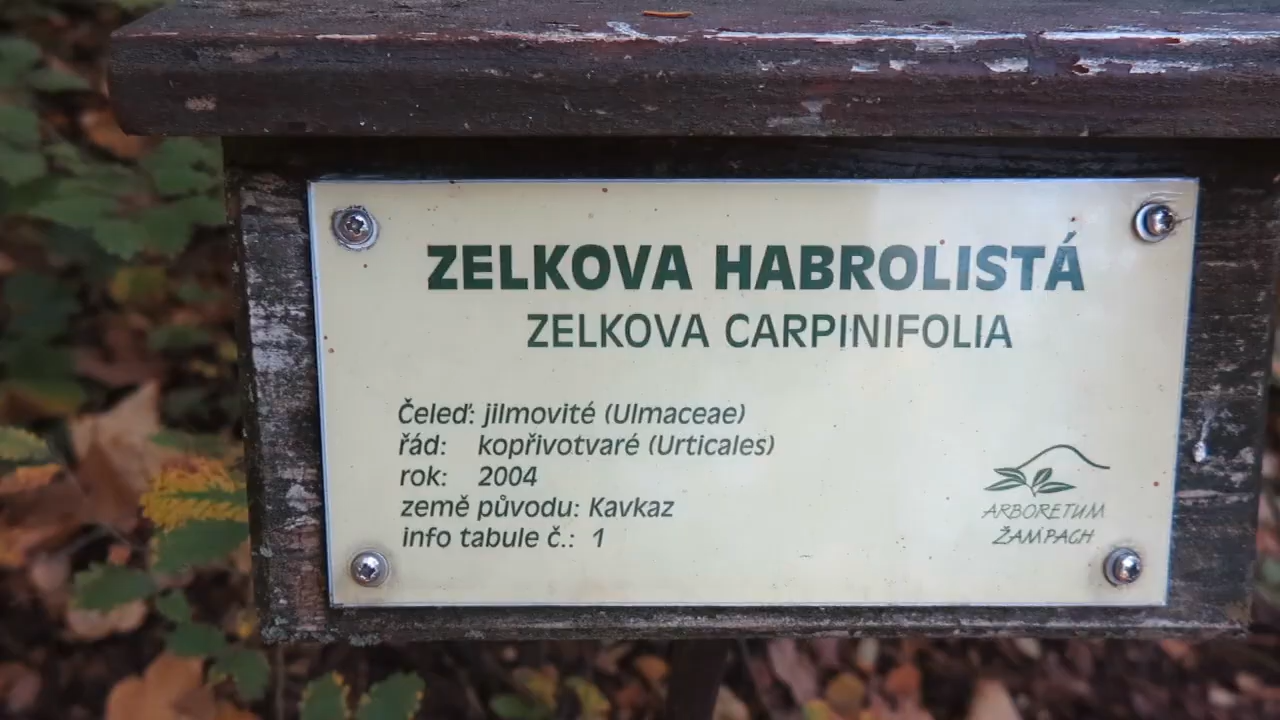 ZELKOVA HABROLISTÁ
ZELKOVA CARPINIFOLIA
Čeleď: jilmovité (Ulmaceae)
řád: kopřivotvaré (Urticales)
rok: 2004
země původu: Kavkaz
info tabule č.: 1
ARBORETUM
ŽAMPACH